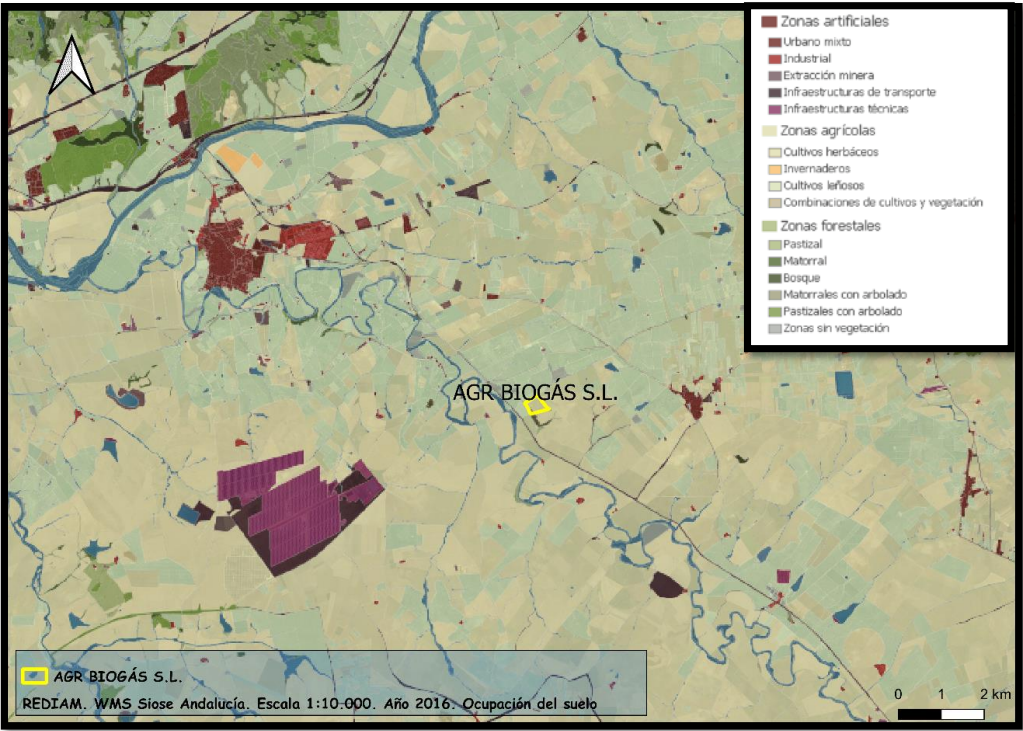 Zonas artificiales
Urbano mixto
Industrial
Extracción minera
Infraestructuras de transporte
Infraestructuras técnicas
Zonas agrícolas
Cultivos herbáceos
Invernaderos
Cultivos leñosos
Combinaciones de cultivos y vegetación
Zonas forestales
Pastizal
Matorral
Bosque
Matorrales con arbolado
Pastizales con arbolado
Zonas sin vegetación
AGR BIOGÁS S.L.
AGR BIOGÁS S.L.
REDIAM. WMS Siose Andalucía. Escala 1:10.000. Año 2016. Ocupación del suelo
0 1 2 km